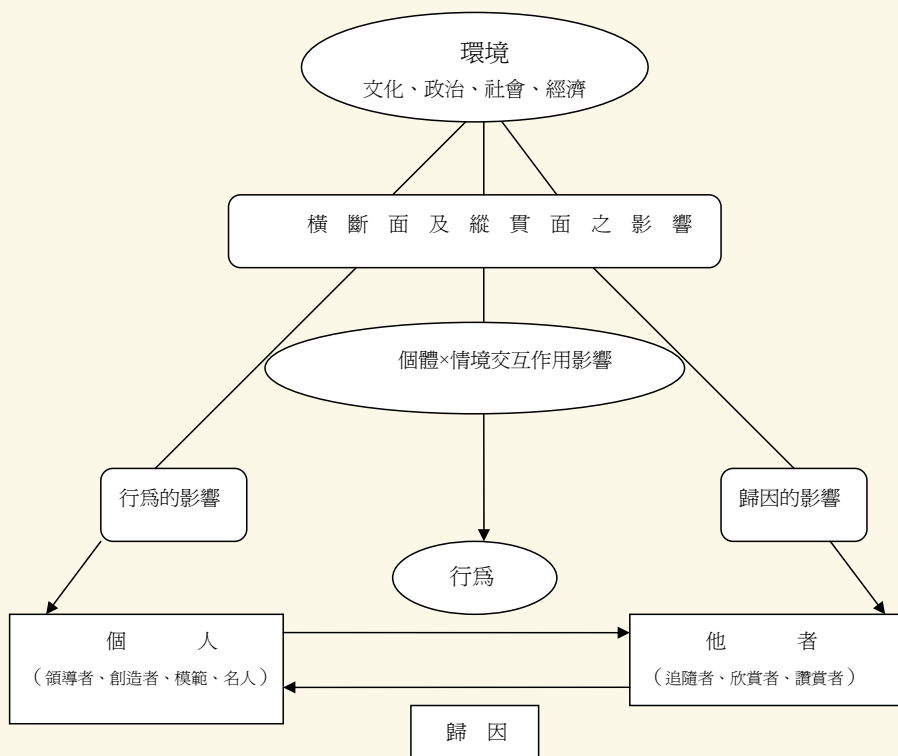 環境
文化、政治、社會、經濟
橫斷面及縱貫面之影響
個體×情境交互作用影響
行爲的影響
歸因的影響
行爲
個人
（領導者、創造者、模範、名人）
他者
（追隨者、欣賞者、讚賞者）
歸因